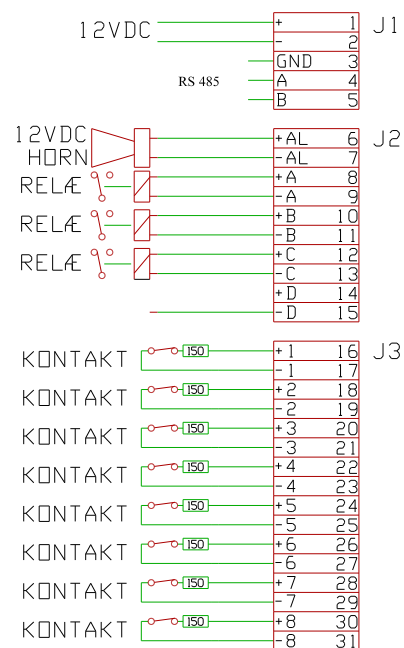 12VDC + 1 J1
- 2
GND 3
RS 485 A 4
B 5
12VDC +AL 6 J2
HORN -AL 7
RELÆ +A 8
-A 9
RELÆ +B 10
-B 11
RELÆ +C 12
-C 13
+D 14
-D 15
KONTAKT 150 +1 16 J3
-1 17
KONTAKT 150 +2 18
-2 19
KONTAKT 150 +3 20
-3 21
KONTAKT 150 +4 22
-4 23
KONTAKT 150 +5 24
-5 25
KONTAKT 150 +6 26
-6 27
KONTAKT 150 +7 28
-7 29
KONTAKT 150 +8 30
-8 31